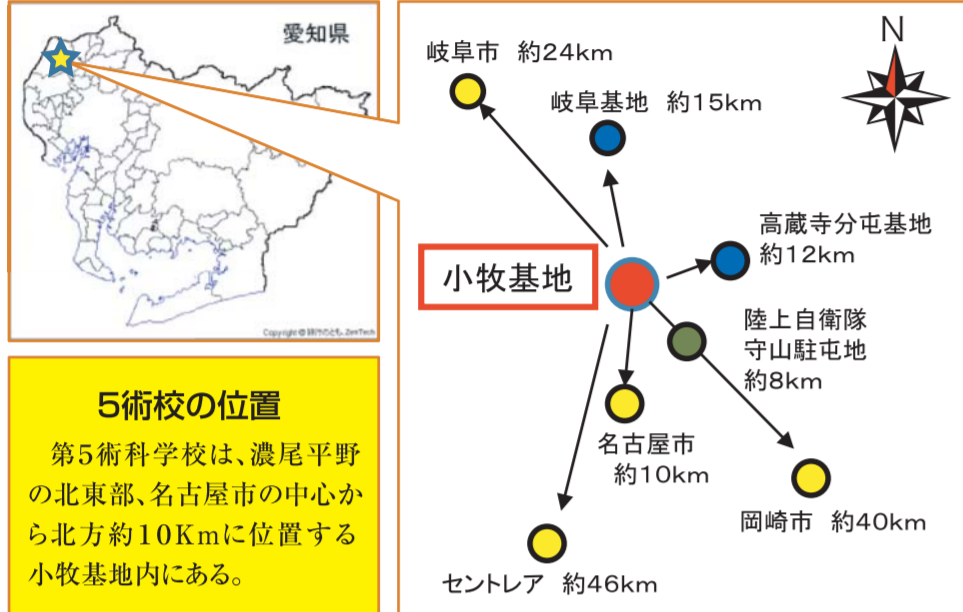 愛知県
5術校の位置
第5術科学校は、濃尾平野
の北東部、名古屋市の中心か
ら北方約10Kmに位置する
小牧基地内にある。
N
岐阜市 約24km
岐阜基地 約15km
高蔵寺分屯基地
約12km
小牧基地
陸上自衛隊
守山駐屯地
約8km
名古屋市
約10km
岡崎市 約40km
セントレア 約46km